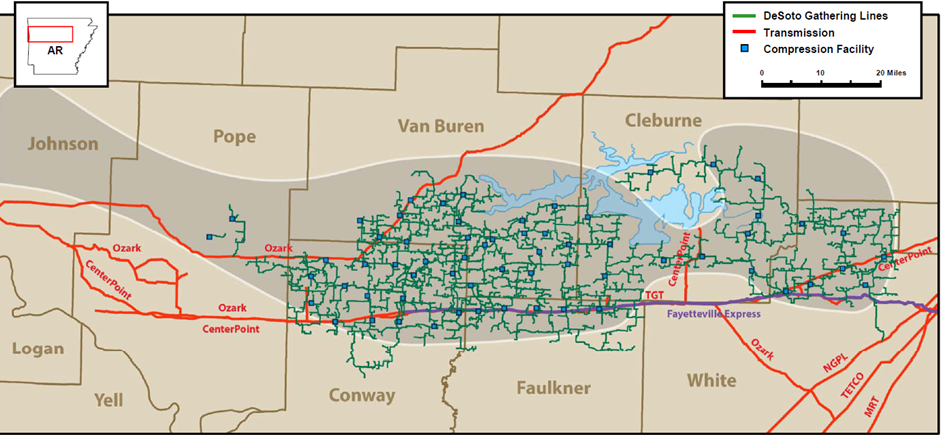 AR
DeSoto Gathering Lines
Transmission
Compression Facility
0 10 20 Miles
Johnson
Pope
Van Buren
Cleburne
Ozark
Ozark
CenterPoint
CenterPoint
CenterPoint
Ozark
CenterPoint
TGT
Fayetteville Express
Logan
Yell
Conway
Faulkner
White
Ozark
NGPL
TETCO
MRT